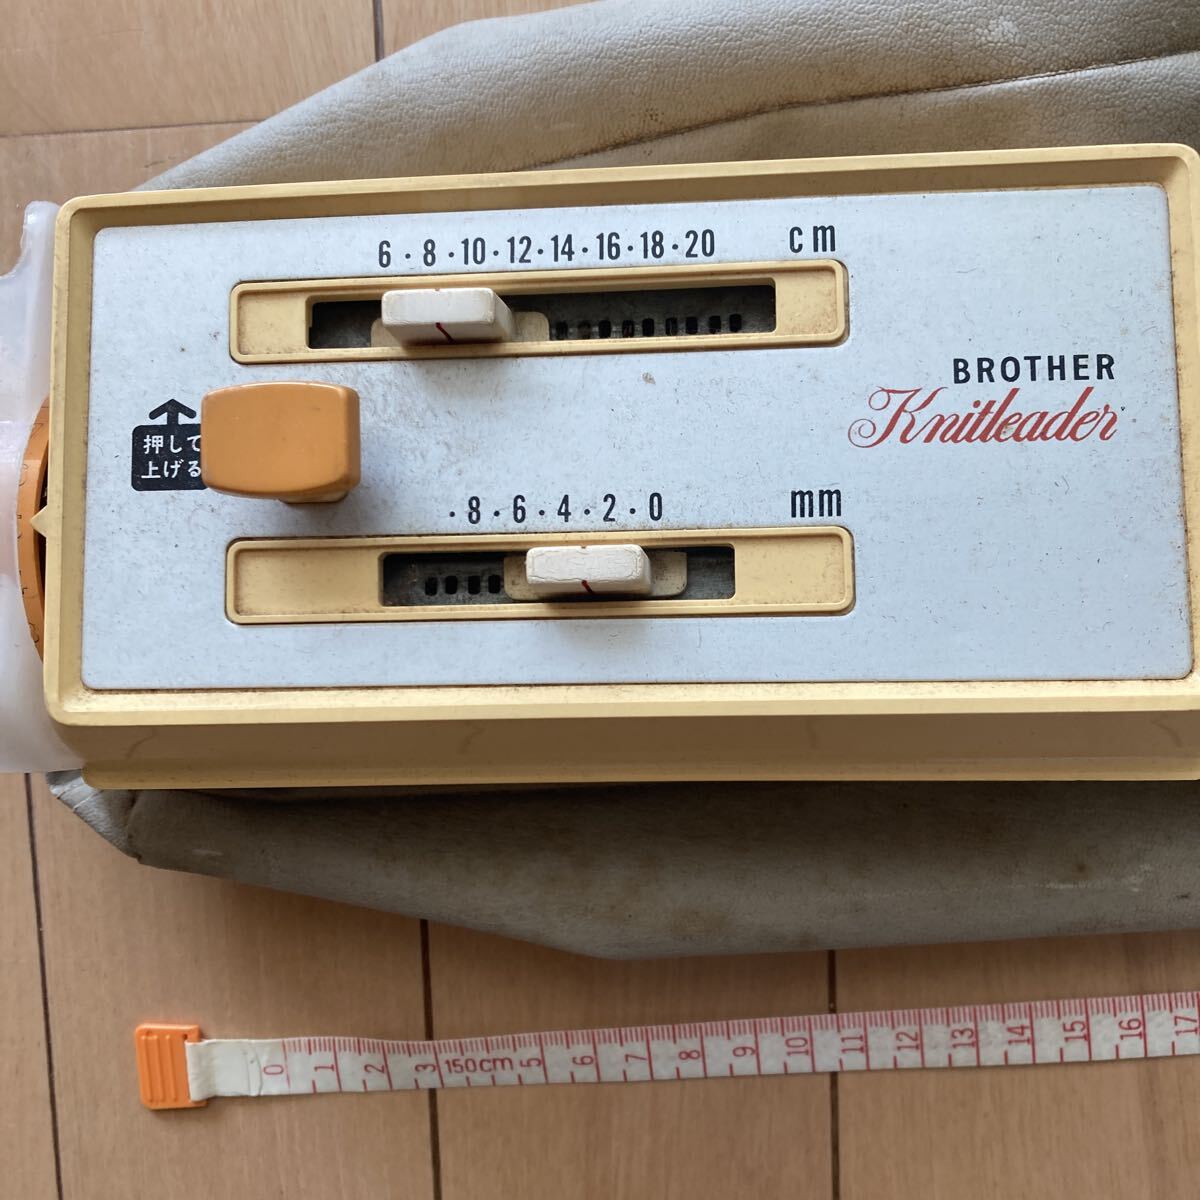 6・8・10・12・14・16・18・20 cm
BROTHER
Knitleader
押して
上げる
・8・6・4・2・0 mm
0 1 2 3 150cm 5 6 7 8 9 10 11 12 13 14 15 16 17